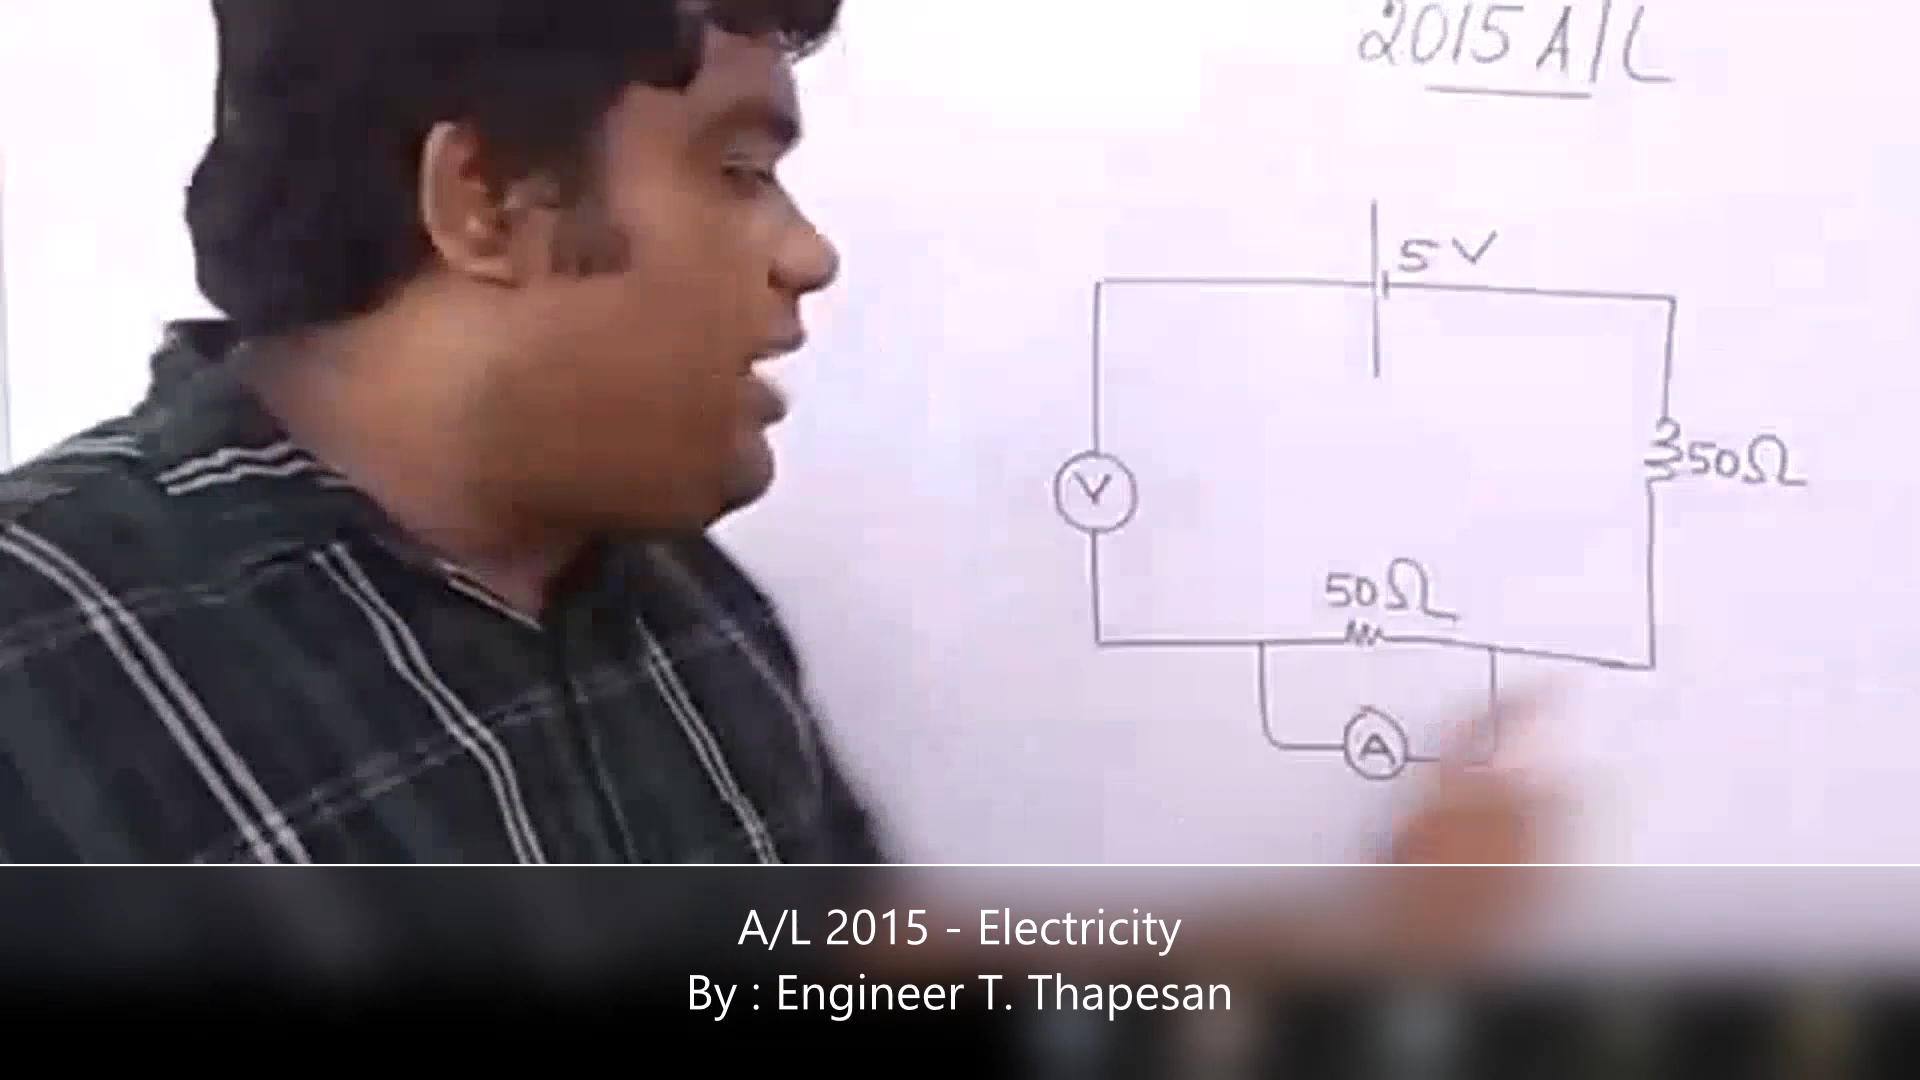 2015 A/L
5V
50Ω
V
50Ω
A
A/L 2015 - Electricity
By : Engineer T. Thapesan